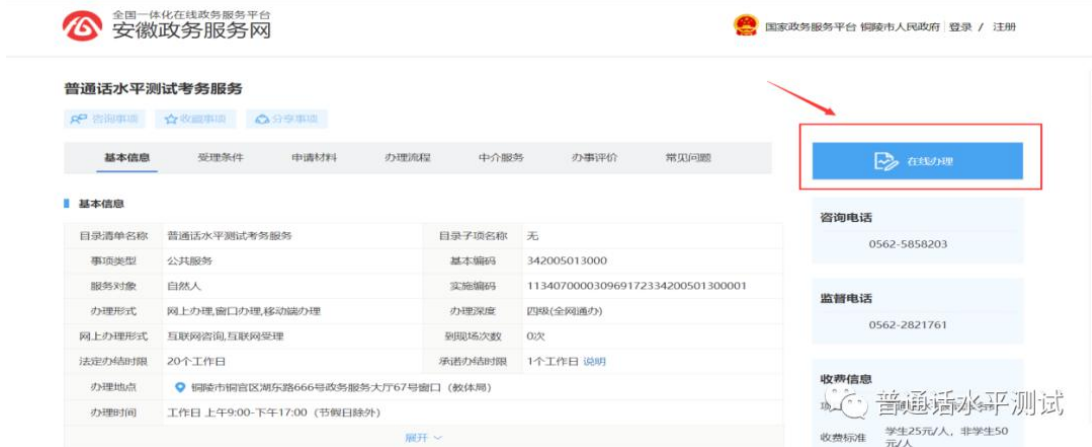 全国一体化在线政务服务平台
安徽政务服务网
国家政务服务平台 铜陵市人民政府 登录 / 注册
普通话水平测试考务服务
咨询事项 收藏事项 分享事项
基本信息 受理条件 申请材料 办理流程 中介服务 办事评价 常见问题
在线办理
基本信息
目录清单名称 普通话水平测试考务服务 目录子项名称 无
事项类型 公共服务 基本编码 342005013000
服务对象 自然人 实施编码 11340700003096917233420050130001
办理形式 网上办理,窗口办理,移动端办理 办理深度 四级(全网通办)
网上办理形式 互联网咨询,互联网受理 到现场次数 0次
法定办结时限 20个工作日 承诺办结时限 1个工作日 说明
办理地点 铜陵市铜官区湖东路666号政务服务大厅67号窗口（教体局）
办理时间 工作日 上午9:00-下午17:00（节假日除外）
展开
咨询电话
0562-5858203
监督电话
0562-2821761
收费信息
普通话水平测试
收费标准 学生25元/人，非学生50
元/人